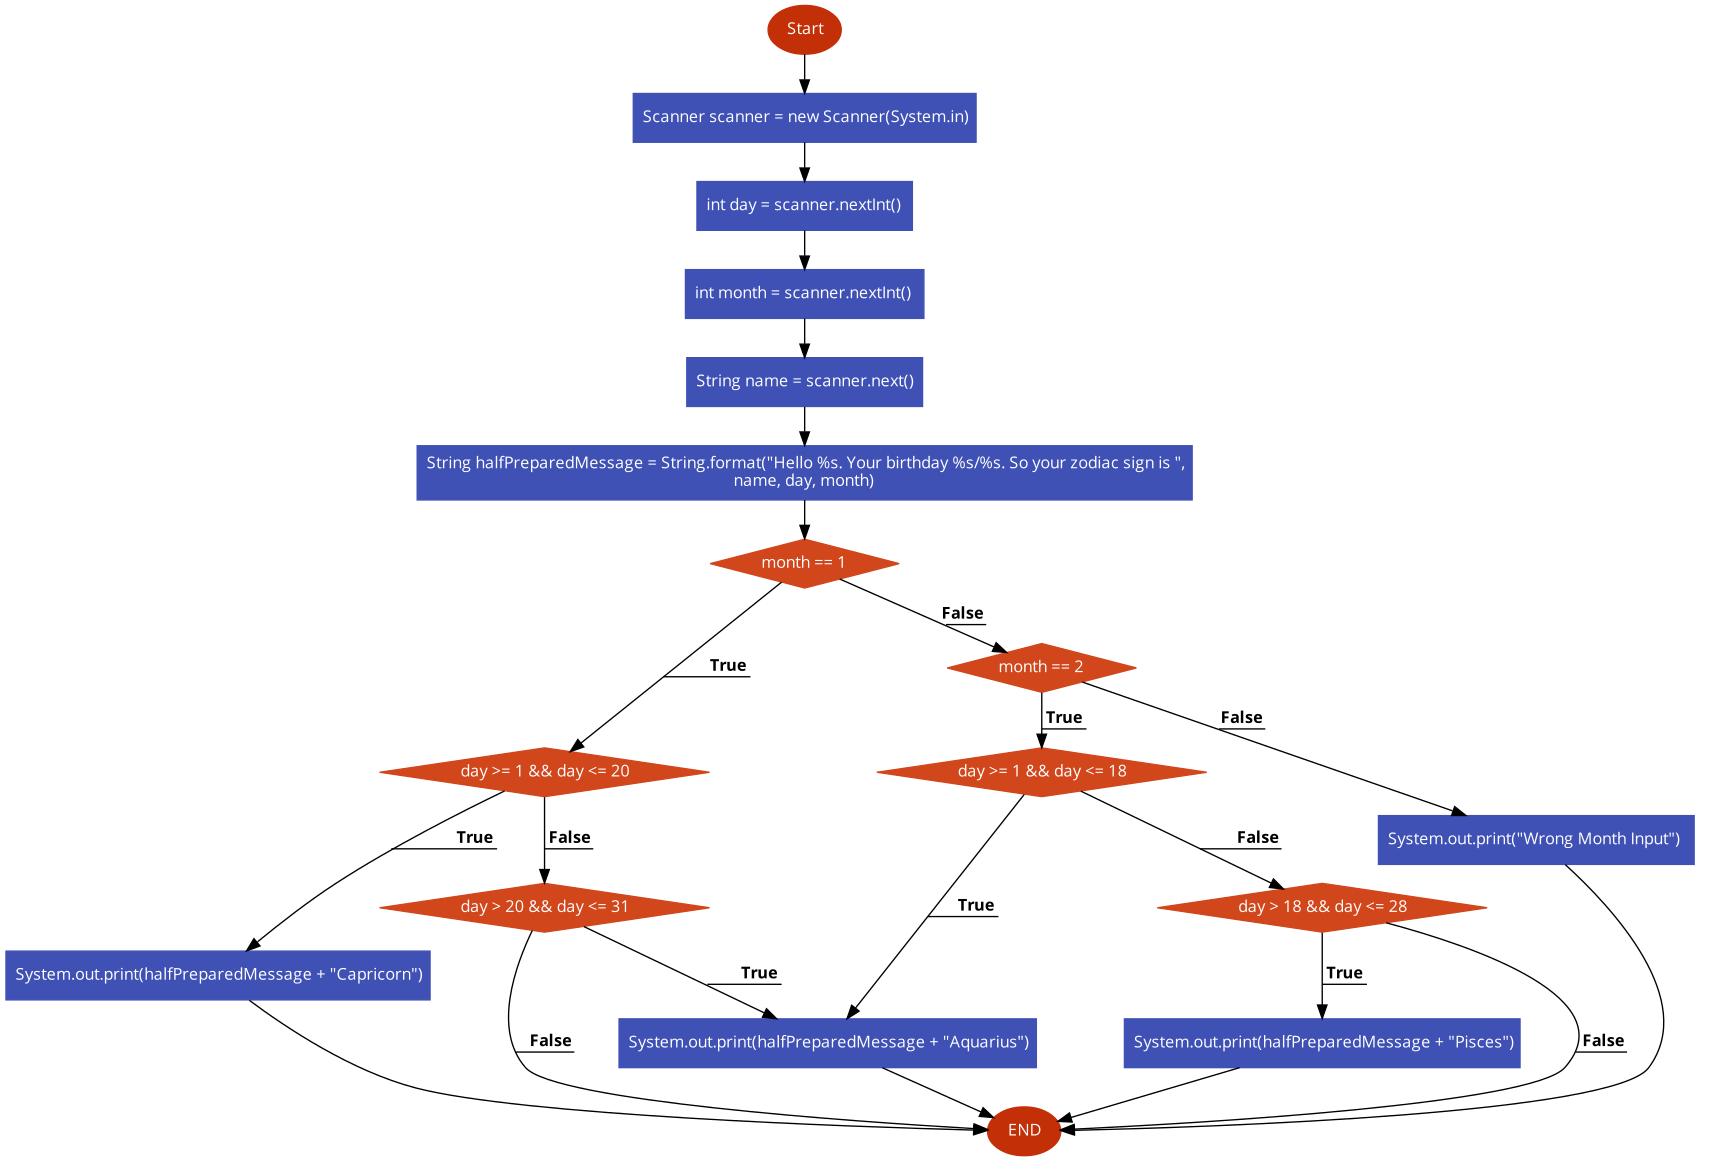 Start
Scanner scanner = new Scanner(System.in)
int day = scanner.nextInt()
int month = scanner.nextInt()
String name = scanner.next()
String halfPreparedMessage = String.format("Hello %s. Your birthday %s/%s. So your zodiac sign is ",
name, day, month)
month == 1
False
True
month == 2
True
False
day >= 1 && day <= 20
day >= 1 && day <= 18
True
False
False
System.out.print("Wrong Month Input")
day > 20 && day <= 31
True
day > 18 && day <= 28
System.out.print(halfPreparedMessage + "Capricorn")
True
True
False
System.out.print(halfPreparedMessage + "Aquarius")
System.out.print(halfPreparedMessage + "Pisces")
False
END